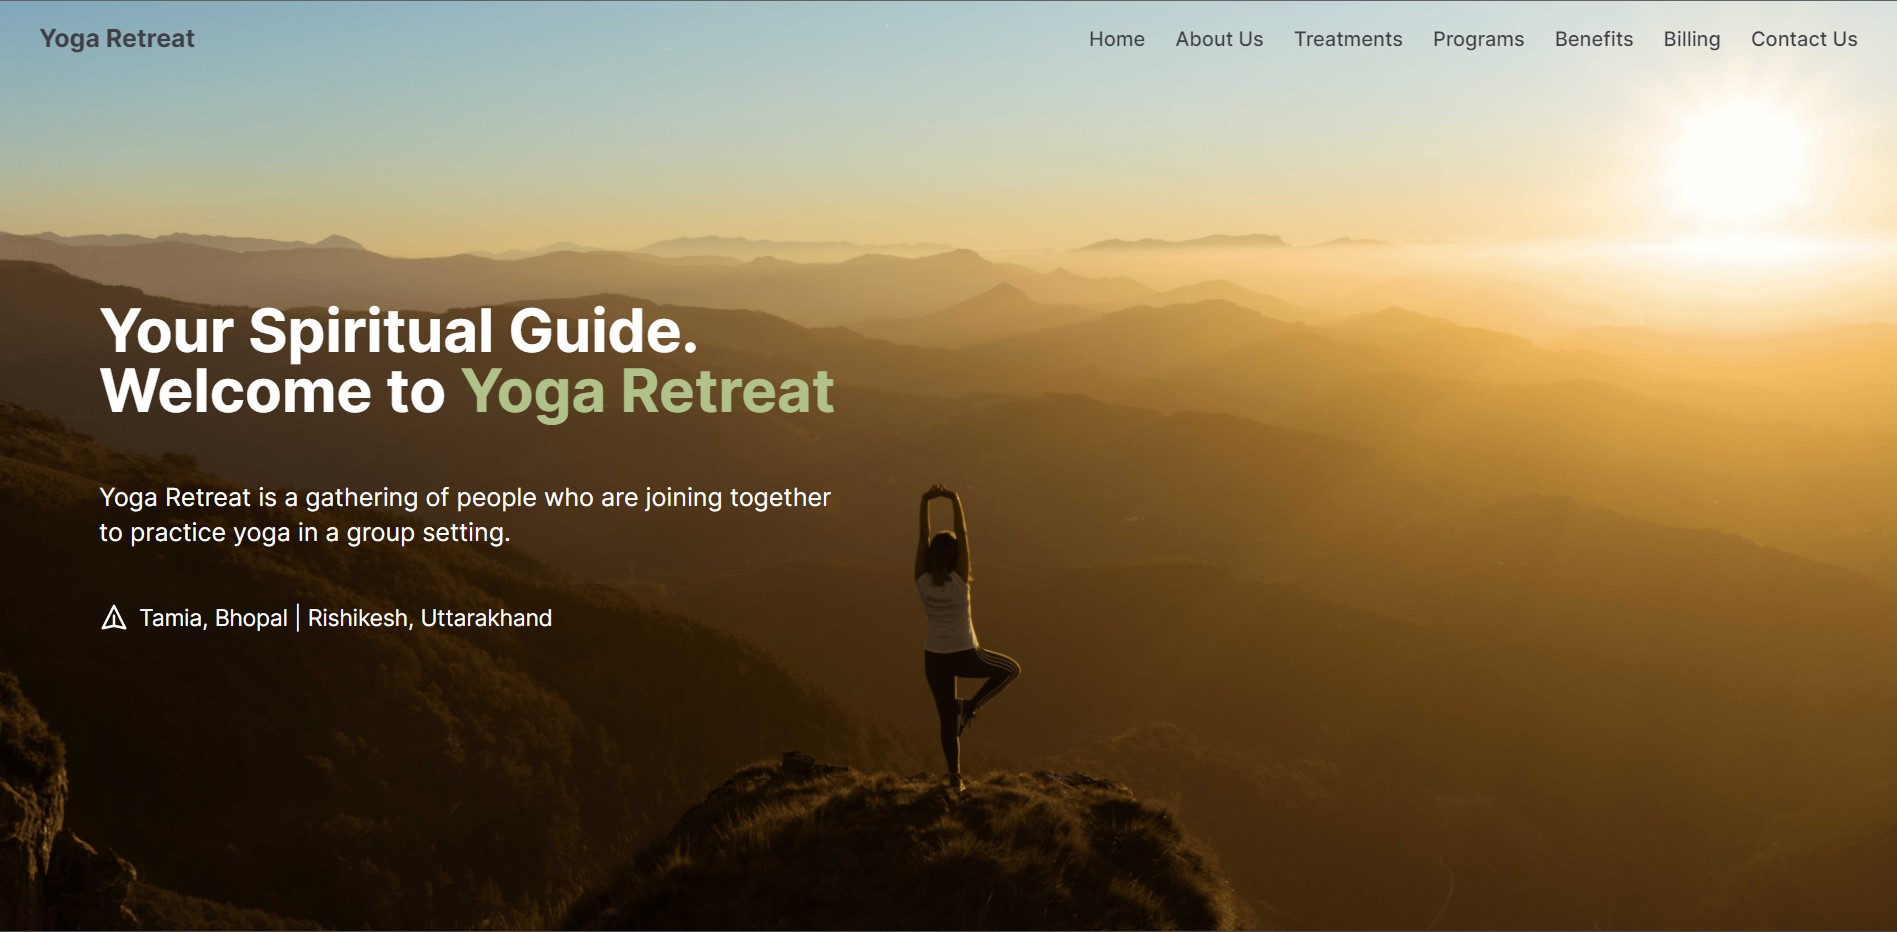 Yoga Retreat
Home About Us Treatments Programs Benefits Billing Contact Us
Your Spiritual Guide.
Welcome to Yoga Retreat
Yoga Retreat is a gathering of people who are joining together
to practice yoga in a group setting.
Tamia, Bhopal | Rishikesh, Uttarakhand